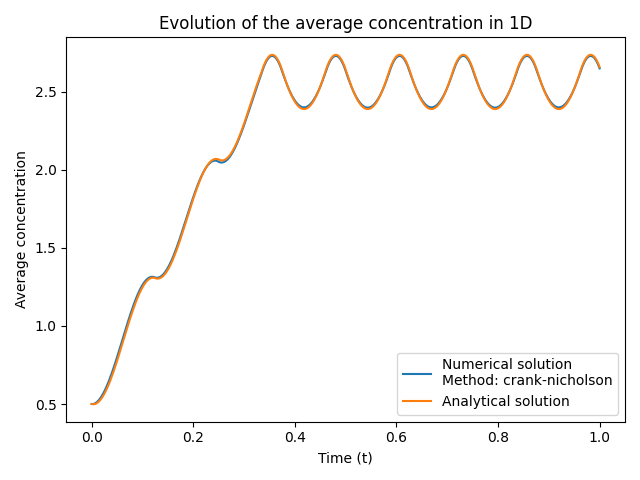 Evolution of the average concentration in 1D
Average concentration
2.5
2.0
1.5
1.0
0.5
Numerical solution
Method: crank-nicholson
Analytical solution
0.0 0.2 0.4 0.6 0.8 1.0
Time (t)